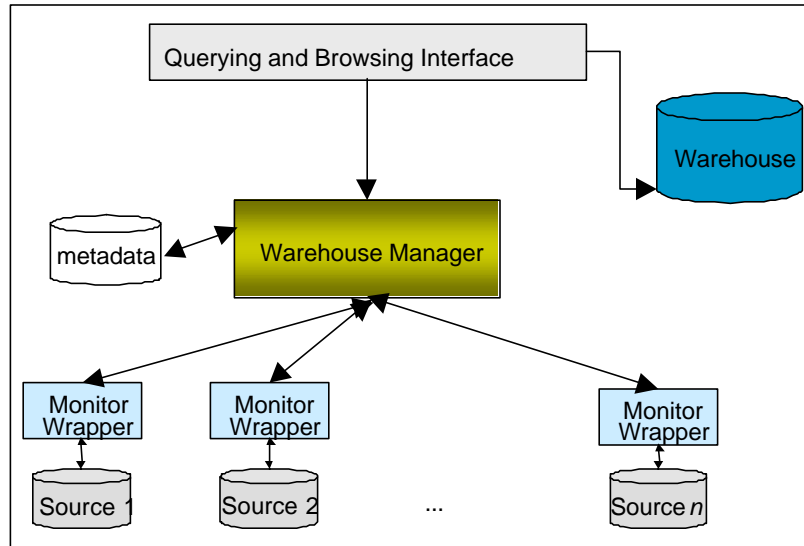 Querying and Browsing Interface
Warehouse
metadata
Warehouse Manager
Monitor
Wrapper
Monitor
Wrapper
Monitor
Wrapper
Source 1
Source 2
...
Source n